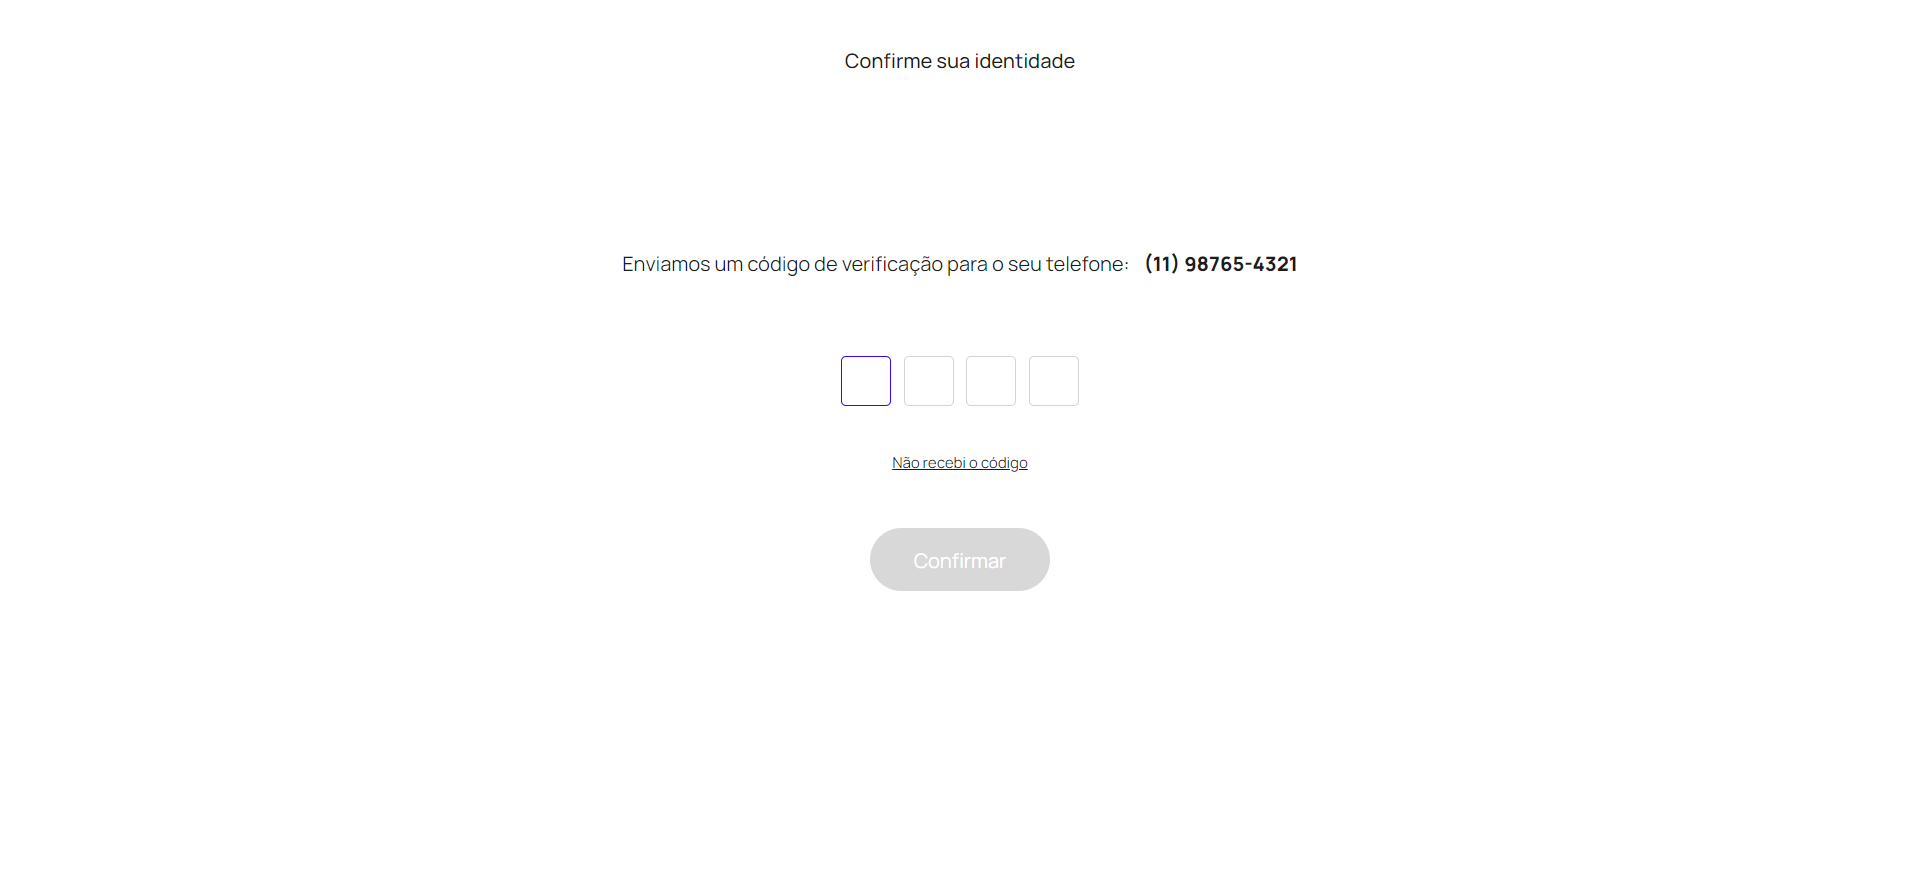 Confirme sua identidade
Enviamos um código de verificação para o seu telefone: (11) 98765-4321
Não recebi o código
Confirmar